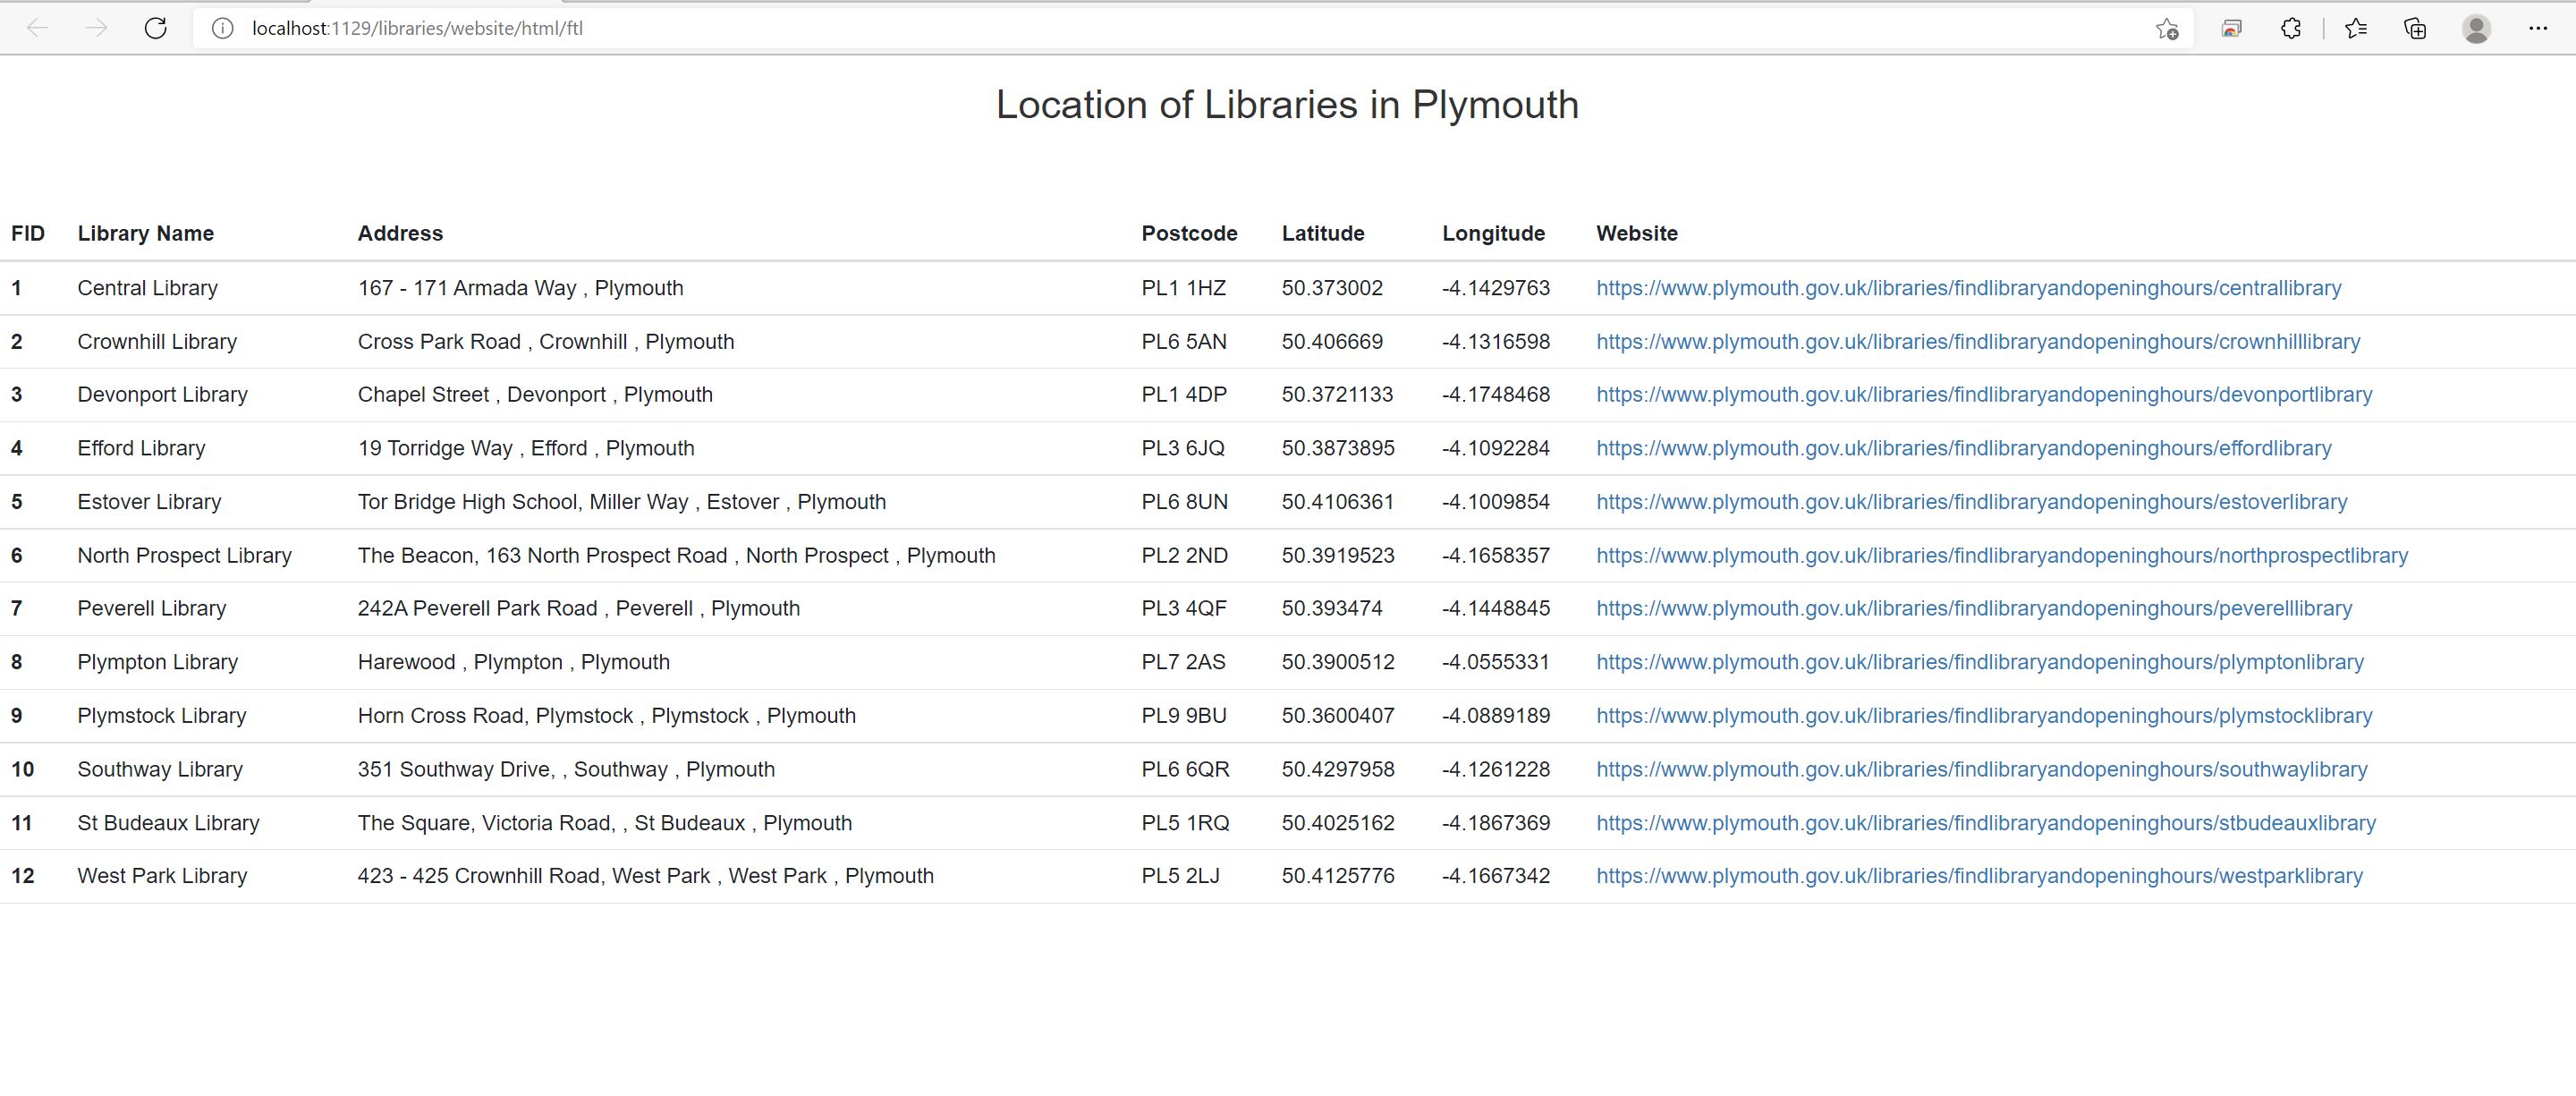 localhost:1129/libraries/website/html/ftl
Location of Libraries in Plymouth
FID Library Name Address Postcode Latitude Longitude Website
1 Central Library 167 - 171 Armada Way , Plymouth PL1 1HZ 50.373002 -4.1429763 https://www.plymouth.gov.uk/libraries/findlibraryandopeninghours/centrallibrary
2 Crownhill Library Cross Park Road , Crownhill , Plymouth PL6 5AN 50.406669 -4.1316598 https://www.plymouth.gov.uk/libraries/findlibraryandopeninghours/crownhilllibrary
3 Devonport Library Chapel Street , Devonport , Plymouth PL1 4DP 50.3721133 -4.1748468 https://www.plymouth.gov.uk/libraries/findlibraryandopeninghours/devonportlibrary
4 Efford Library 19 Torridge Way , Efford , Plymouth PL3 6JQ 50.3873895 -4.1092284 https://www.plymouth.gov.uk/libraries/findlibraryandopeninghours/effordlibrary
5 Estover Library Tor Bridge High School, Miller Way , Estover , Plymouth PL6 8UN 50.4106361 -4.1009854 https://www.plymouth.gov.uk/libraries/findlibraryandopeninghours/estoverlibrary
6 North Prospect Library The Beacon, 163 North Prospect Road , North Prospect , Plymouth PL2 2ND 50.3919523 -4.1658357 https://www.plymouth.gov.uk/libraries/findlibraryandopeninghours/northprospectlibrary
7 Peverell Library 242A Peverell Park Road , Peverell , Plymouth PL3 4QF 50.393474 -4.1448845 https://www.plymouth.gov.uk/libraries/findlibraryandopeninghours/peverelllibrary
8 Plympton Library Harewood , Plympton , Plymouth PL7 2AS 50.3900512 -4.0555331 https://www.plymouth.gov.uk/libraries/findlibraryandopeninghours/plymptonlibrary
9 Plymstock Library Horn Cross Road, Plymstock , Plymstock , Plymouth PL9 9BU 50.3600407 -4.0889189 https://www.plymouth.gov.uk/libraries/findlibraryandopeninghours/plymstocklibrary
10 Southway Library 351 Southway Drive, , Southway , Plymouth PL6 6QR 50.4297958 -4.1261228 https://www.plymouth.gov.uk/libraries/findlibraryandopeninghours/southwaylibrary
11 St Budeaux Library The Square, Victoria Road, , St Budeaux , Plymouth PL5 1RQ 50.4025162 -4.1867369 https://www.plymouth.gov.uk/libraries/findlibraryandopeninghours/stbudeauxlibrary
12 West Park Library 423 - 425 Crownhill Road, West Park , West Park , Plymouth PL5 2LJ 50.4125776 -4.1667342 https://www.plymouth.gov.uk/libraries/findlibraryandopeninghours/westparklibrary